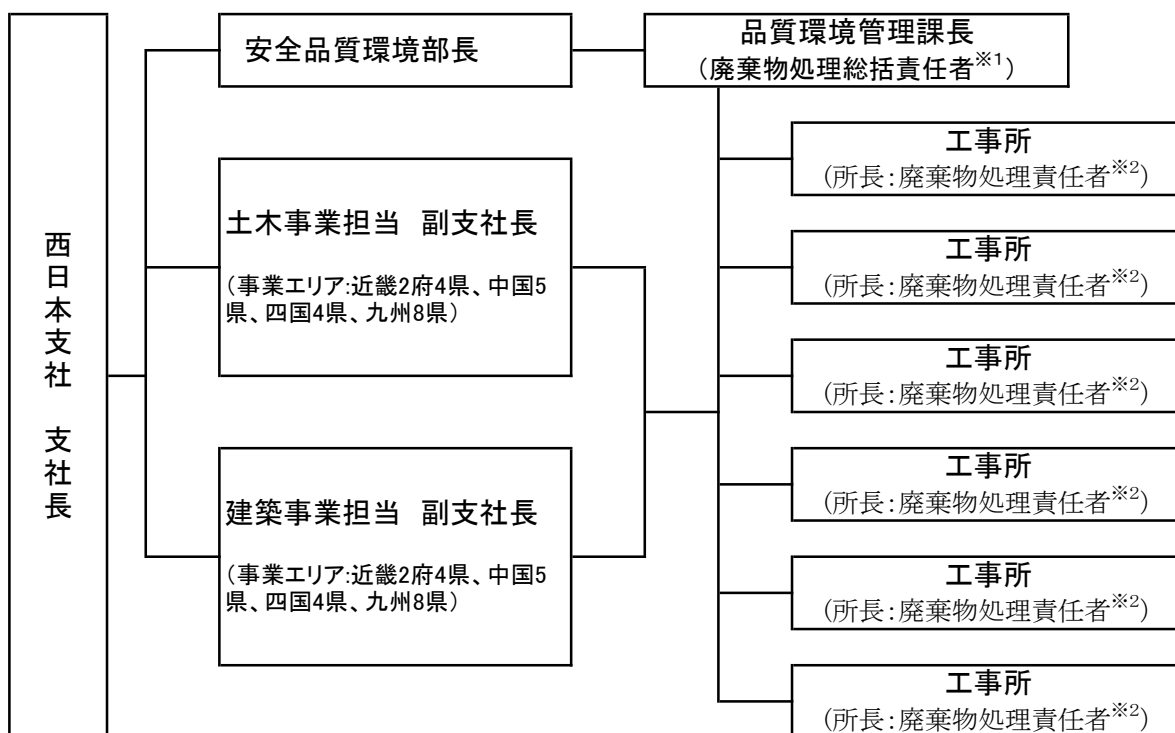 西日本支社　支社長
安全品質環境部長
品質環境管理課長
（廃棄物処理総括責任者※1）
土木事業担当　副支社長
（事業エリア:近畿2府4県、中国5
県、四国4県、九州8県）
建築事業担当　副支社長
（事業エリア:近畿2府4県、中国5
県、四国4県、九州8県）
工事所
（所長：廃棄物処理責任者※2）
工事所
（所長：廃棄物処理責任者※2）
工事所
（所長：廃棄物処理責任者※2）
工事所
（所長：廃棄物処理責任者※2）
工事所
（所長：廃棄物処理責任者※2）
工事所
（所長：廃棄物処理責任者※2）